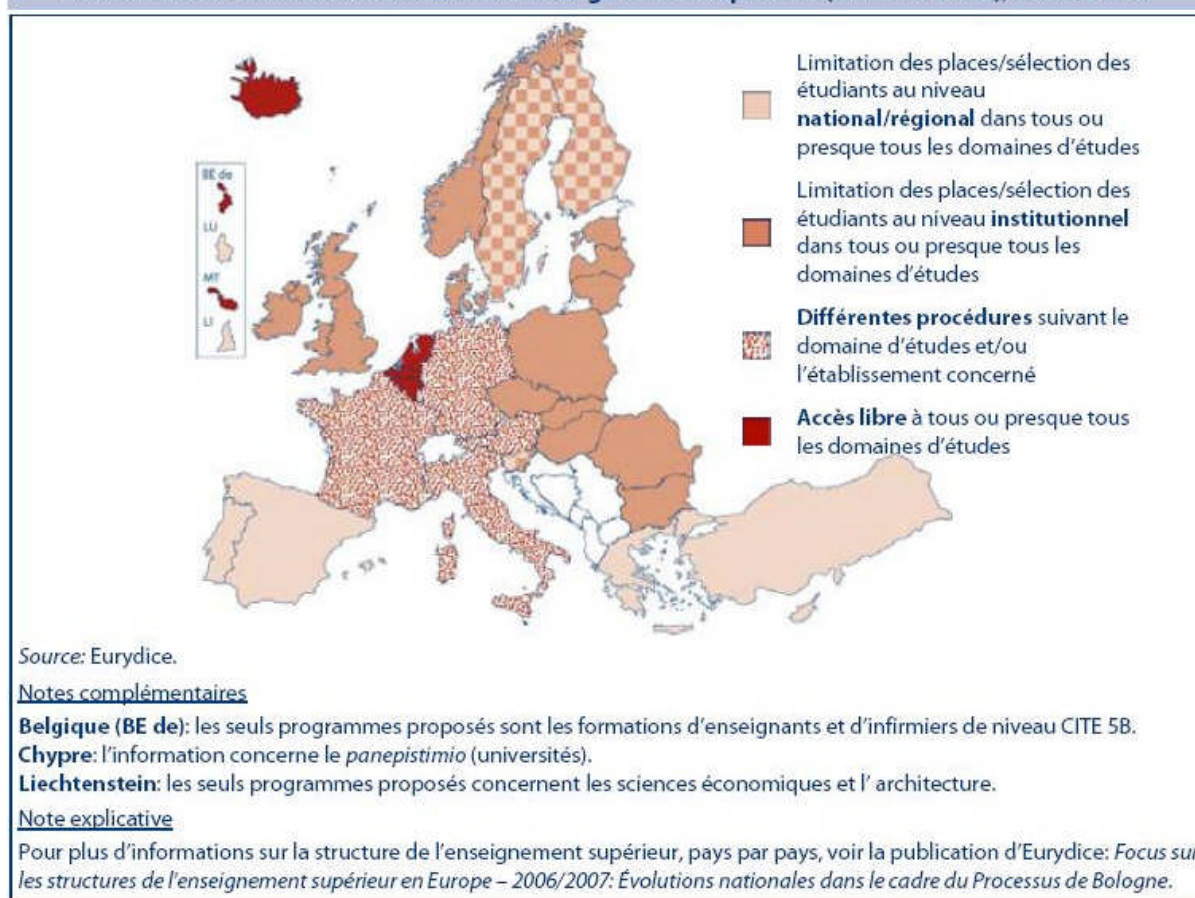 BE de
LU
MT
LI
Limitation des places/sélection des
étudiants au niveau
national/régional dans tous ou
presque tous les domaines d'études
Limitation des places/sélection des
étudiants au niveau institutionnel
dans tous ou presque tous les
domaines d'études
Différentes procédures suivant le
domaine d'études et/ou
l'établissement concerné
Accès libre à tous ou presque tous
les domaines d'études
Source: Eurydice.
Notes complémentaires
Belgique (BE de): les seuls programmes proposés sont les formations d'enseignants et d'infirmiers de niveau CITE 5B.
Chypre: l'information concerne le panepistimio (universités).
Liechtenstein: les seuls programmes proposés concernent les sciences économiques et l' architecture.
Note explicative
Pour plus d'informations sur la structure de l'enseignement supérieur, pays par pays, voir la publication d'Eurydice: Focus sur
les structures de l'enseignement supérieur en Europe – 2006/2007: Évolutions nationales dans le cadre du Processus de Bologne.